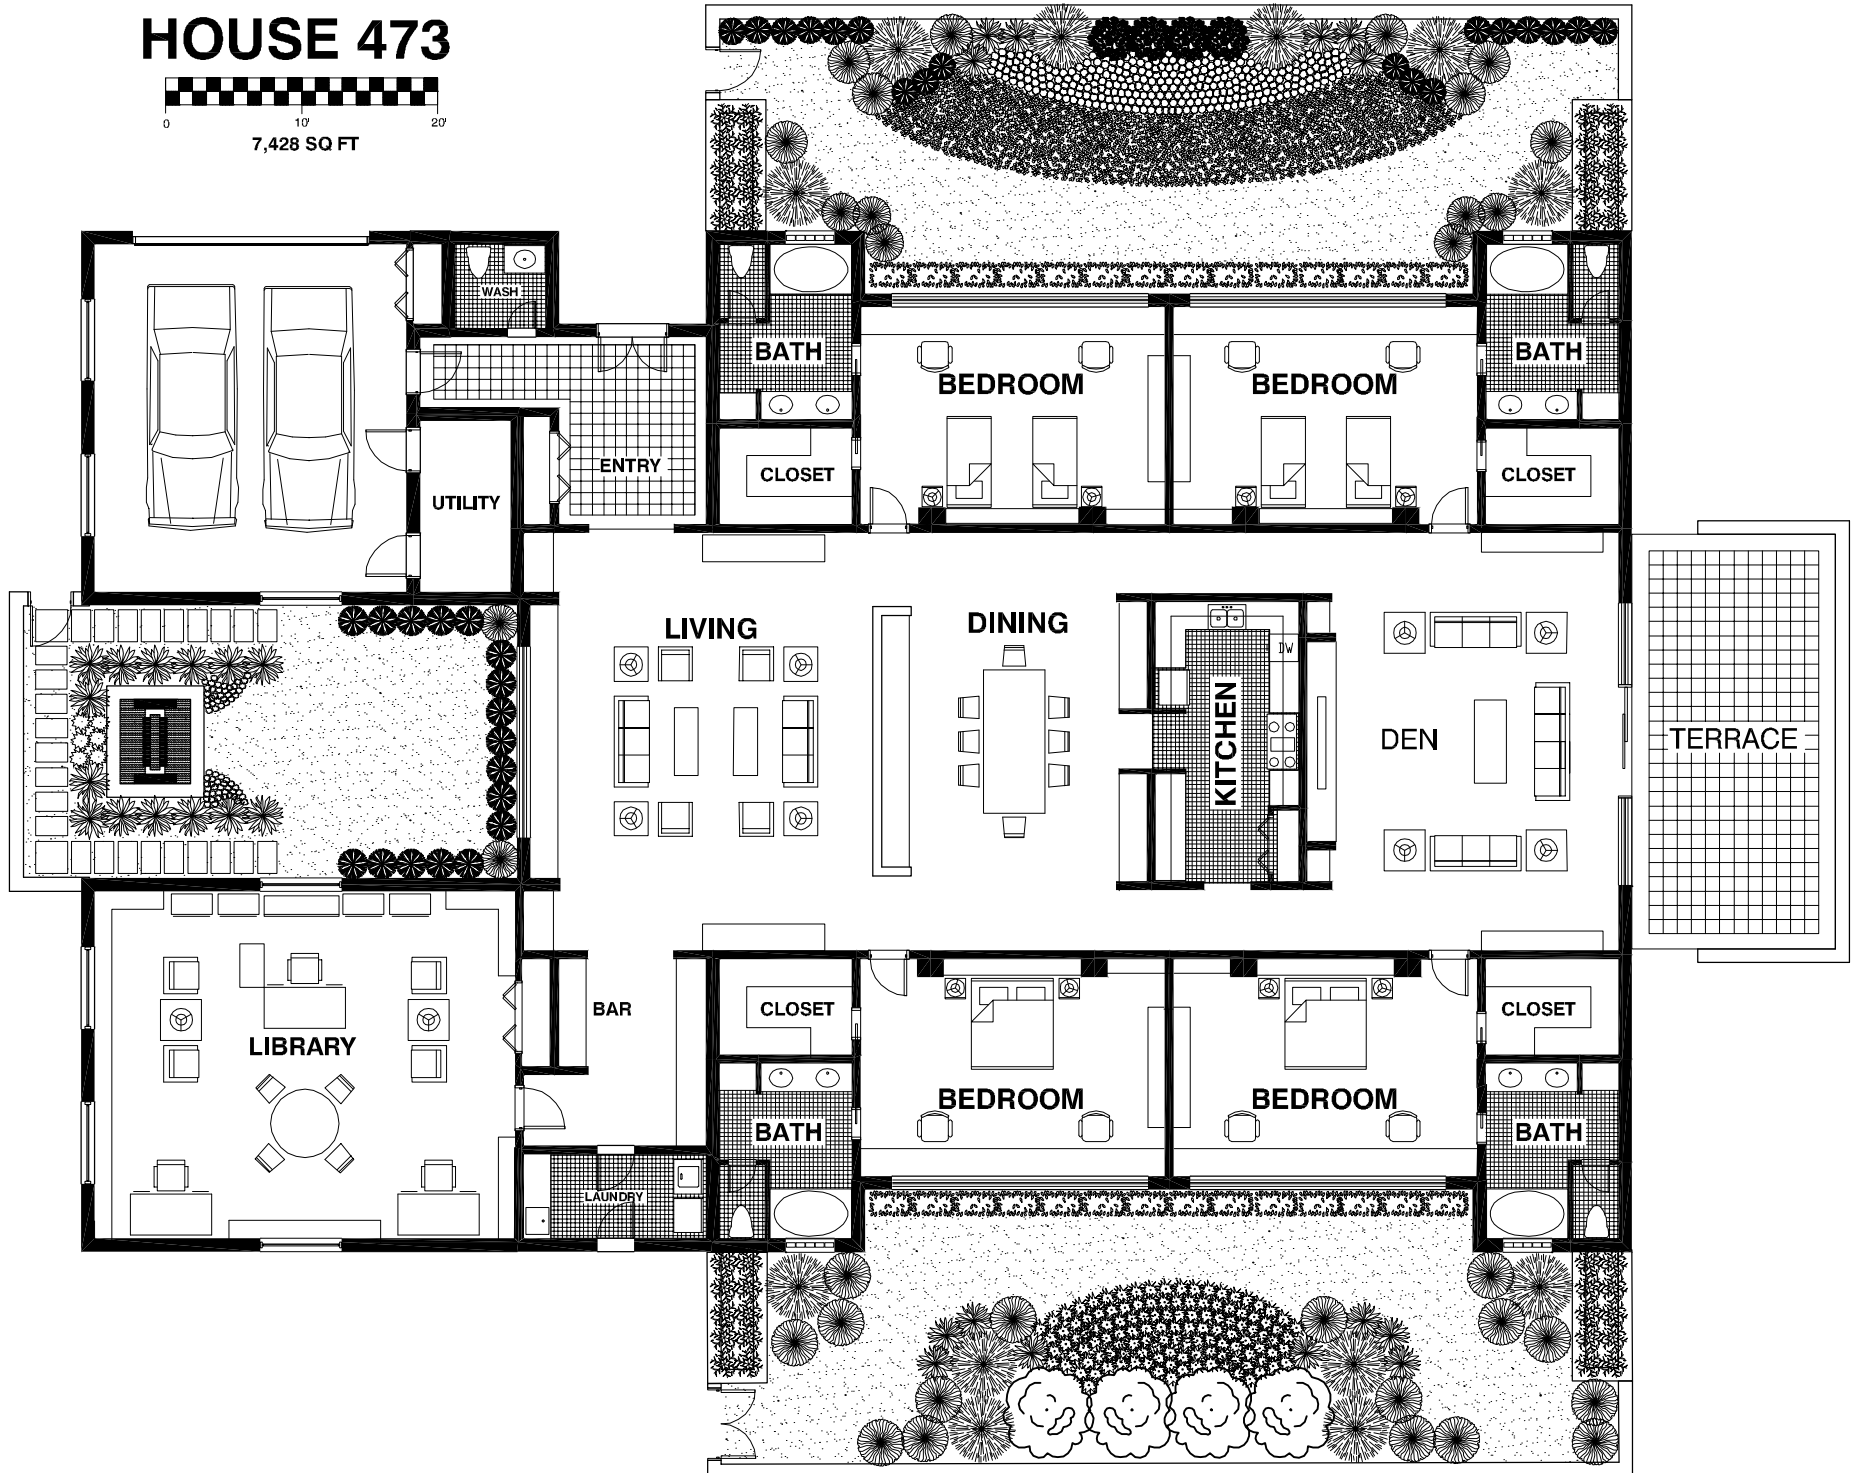 HOUSE 473
0 10' 20'
7,428 SQ FT
WASH
BATH
BEDROOM
BEDROOM
BATH
ENTRY
CLOSET
CLOSET
UTILITY
LIVING
DINING
DW
KITCHEN
DEN
TERRACE
LIBRARY
BAR
CLOSET
CLOSET
BATH
BEDROOM
BEDROOM
BATH
LAUNDRY